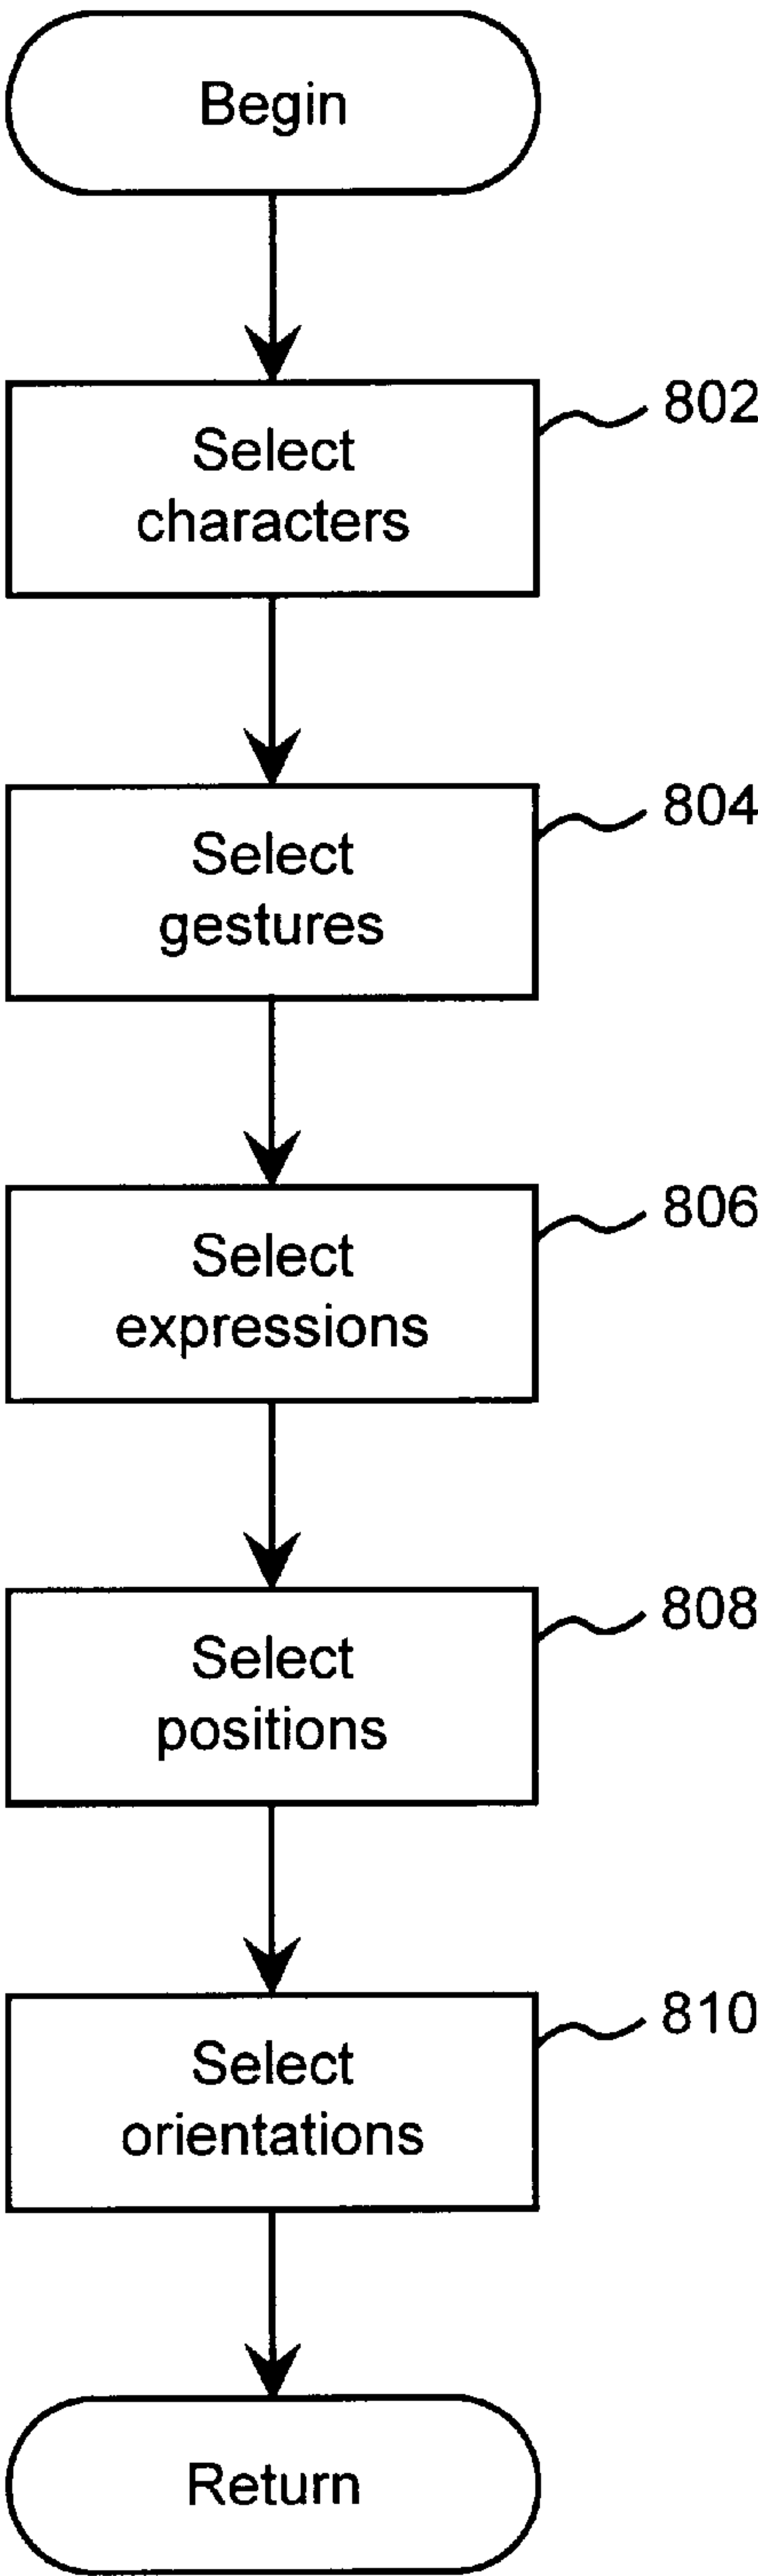 Begin
802
Select
characters
804
Select
gestures
806
Select
expressions
808
Select
positions
810
Select
orientations
Return